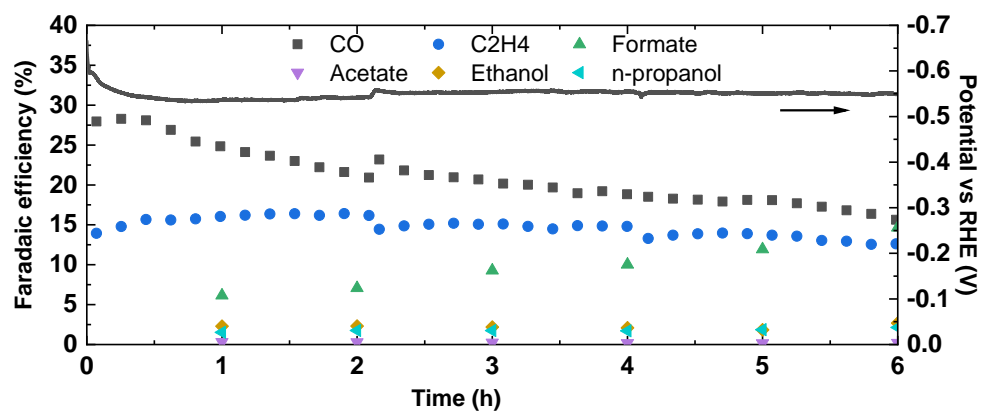 40
35
30
25
20
15
10
5
0
Faradaic efficiency (%)
CO
C2H4
Formate
Acetate
Ethanol
n-propanol
-0.7
-0.6
-0.5
-0.4
-0.3
-0.2
-0.1
0.0
Potential vs RHE (V)
0 1 2 3 4 5 6
Time (h)